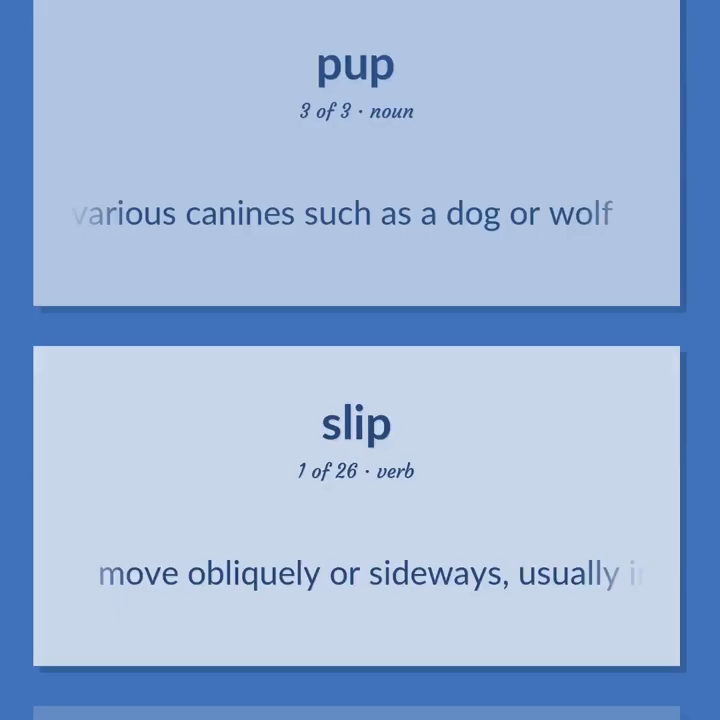 pup
3 of 3 · noun
various canines such as a dog or wolf
slip
1 of 26 · verb
move obliquely or sideways, usually